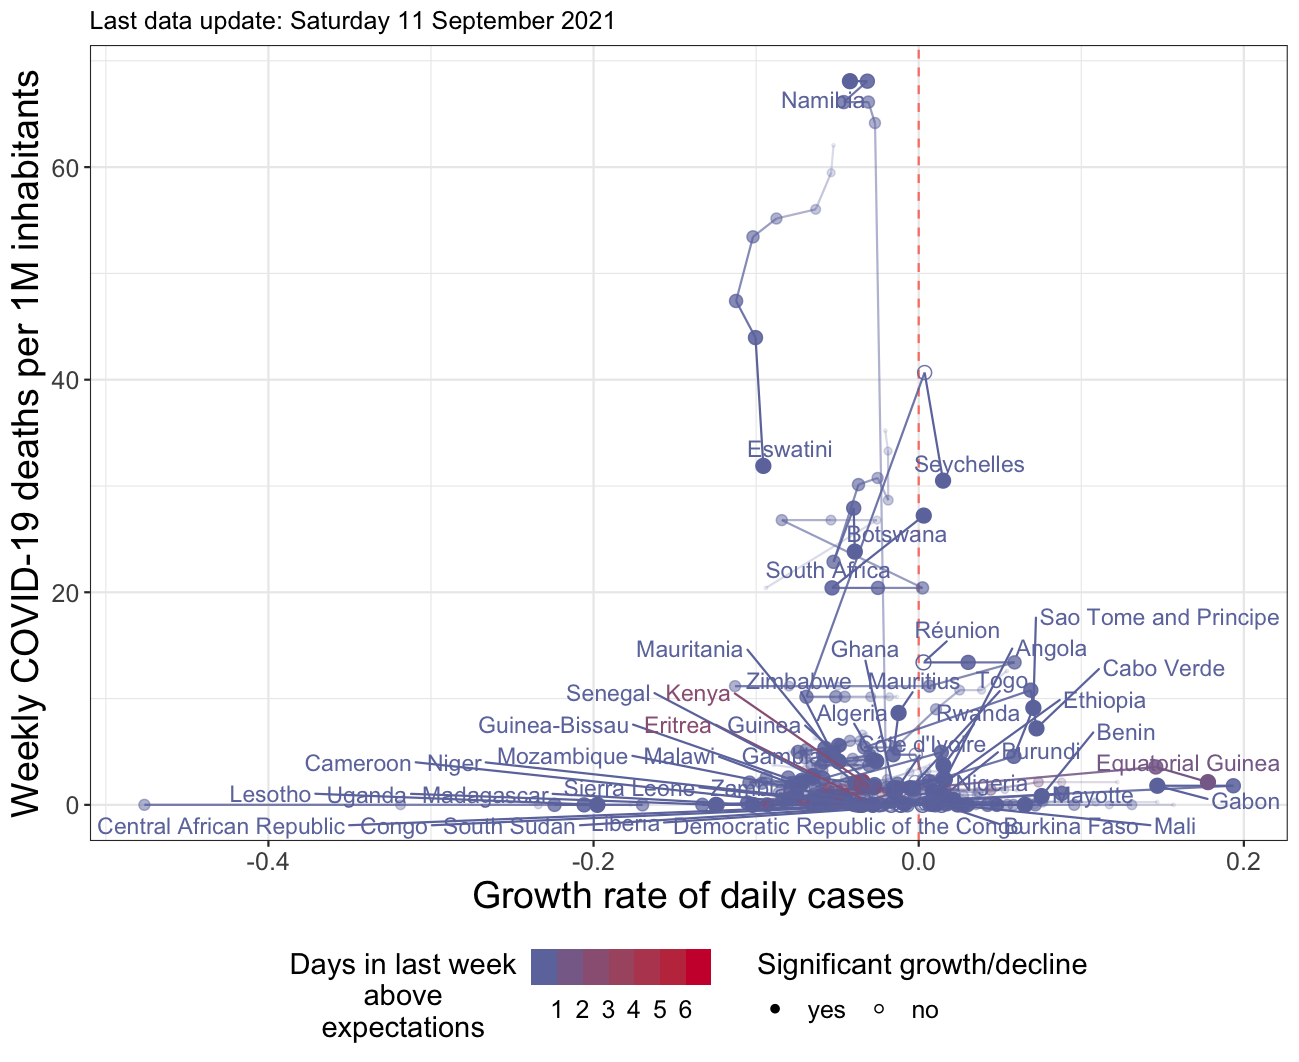 Last data update: Saturday 11 September 2021
Weekly COVID-19 deaths per 1M inhabitants
60
40
20
0
Namibia
Eswatini
Seychelles
Botswana
South Africa
Sao Tome and Principe
Réunion
Mauritania
Ghana
Angola
Cabo Verde
Zimbabwe
Mauritius
Togo
Senegal
Kenya
Ethiopia
Algeria
Rwanda
Guinea-Bissau
Eritrea
Guinea
Benin
Côte d'Ivoire
Burundi
Mozambique
Malawi
Gambia
Cameroon
Niger
Equatorial Guinea
Nigeria
Sierra Leone
Zambia
Lesotho
Uganda
Madagascar
Mayotte
Gabon
Central African Republic
Congo
South Sudan
Liberia
Democratic Republic of the Congo
Burkina Faso
Mali
-0.4 -0.2 0.0 0.2
Growth rate of daily cases
Days in last week
above
expectations
1 2 3 4 5 6
Significant growth/decline
yes no